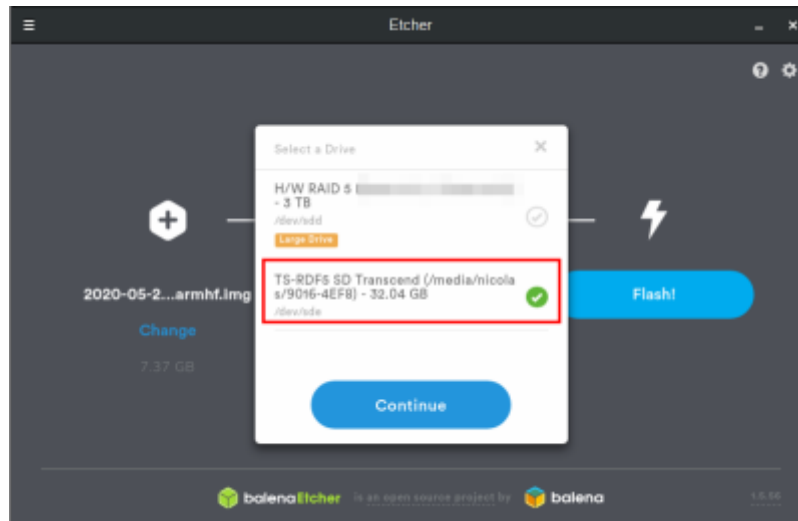 Etcher
Select a Drive
H/W RAID 5
- 3 TB
/dev/sdd
Large Drive
TS-RDF5 SD Transcend (/media/nicola
s/9016-4EF8) - 32.04 GB
/dev/sde
2020-05-2...armhf.img
Flash!
Change
7.37 GB
Continue
balenaEtcher is an open source project by balena